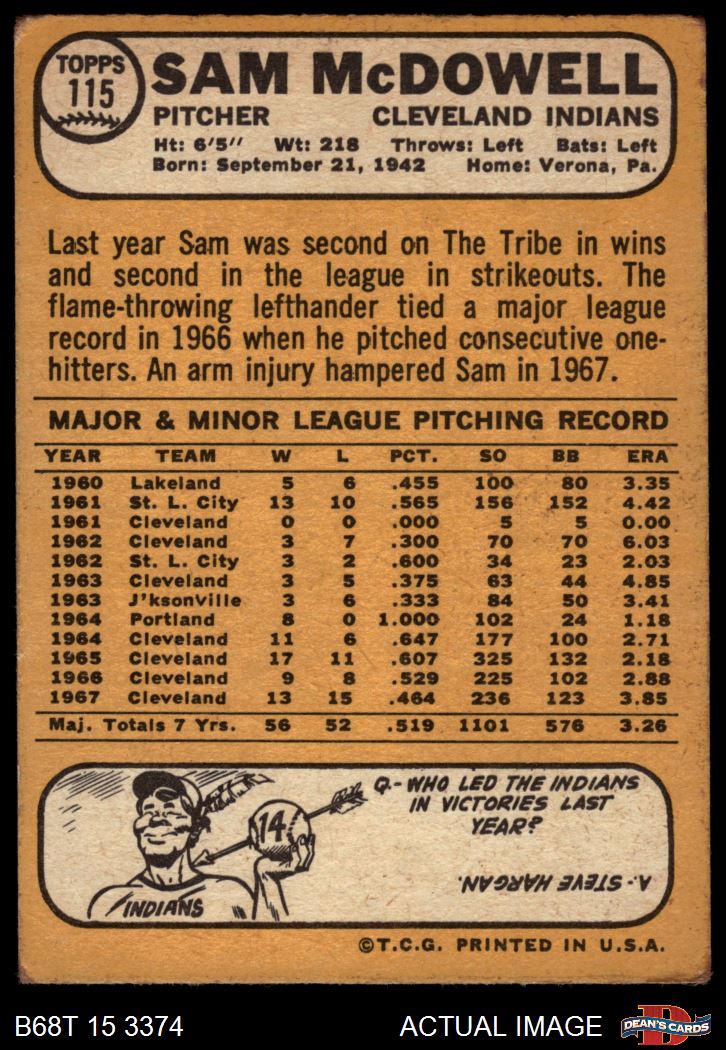 TOPPS
115
SAM McDOWELL
PITCHER CLEVELAND INDIANS
Ht: 6'5" Wt: 218 Throws: Left Bats: Left
Born: September 21, 1942 Home: Verona, Pa.
Last year Sam was second on The Tribe in wins
and second in the league in strikeouts. The
flame-throwing lefthander tied a major league
record in 1966 when he pitched consecutive one-
hitters. An arm injury hampered Sam in 1967.
MAJOR & MINOR LEAGUE PITCHING RECORD
YEAR TEAM W L PCT. SO BB ERA
1960 Lakeland 5 6 .455 100 80 3.35
1961 St. L. City 13 10 .565 156 152 4.42
1961 Cleveland 0 0 .000 5 5 0.00
1962 Cleveland 3 7 .300 70 70 6.03
1962 St. L. City 3 2 .600 34 23 2.03
1963 Cleveland 3 5 .375 63 44 4.85
1963 J'ksonville 3 6 .333 84 50 3.41
1964 Portland 8 0 1.000 102 24 1.18
1964 Cleveland 11 6 .647 177 100 2.71
1965 Cleveland 17 11 .607 325 132 2.18
1966 Cleveland 9 8 .529 225 102 2.88
1967 Cleveland 13 15 .464 236 123 3.85
Maj. Totals 7 Yrs. 56 52 .519 1101 576 3.26
Q.- WHO LED THE INDIANS
IN VICTORIES LAST
YEAR?
14
A.- STEVE HARGAN.
INDIANS
©T.C.G. PRINTED IN U.S.A.
B68T 15 3374 ACTUAL IMAGE
D
DEAN'S CARDS